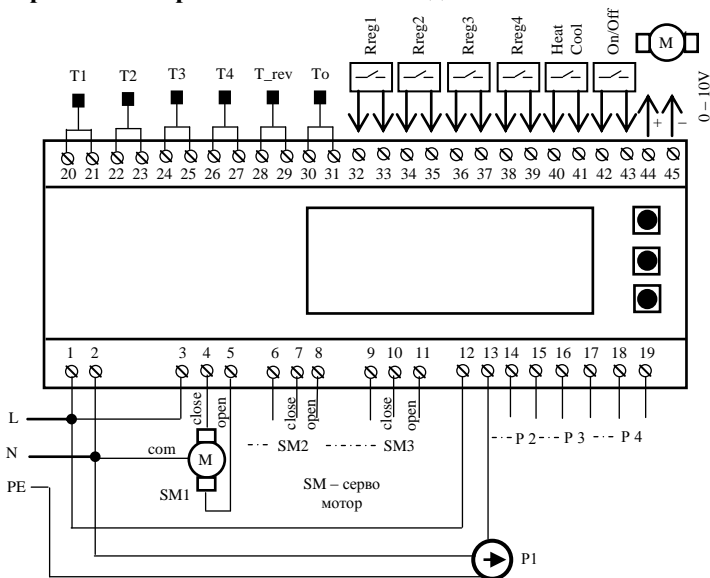 Rreg1 Rreg2 Rreg3 Rreg4 Heat Cool On/Off M
T1 T2 T3 T4 T_rev To
+ – 0 – 10V
20 21 22 23 24 25 26 27 28 29 30 31 32 33 34 35 36 37 38 39 40 41 42 43 44 45
1 2 3 4 5 6 7 8 9 10 11 12 13 14 15 16 17 18 19
close open close open close open
L
SM2 SM3 P 2 P 3 P 4
N com M
PE SM1 SM – серво
мотор
P1